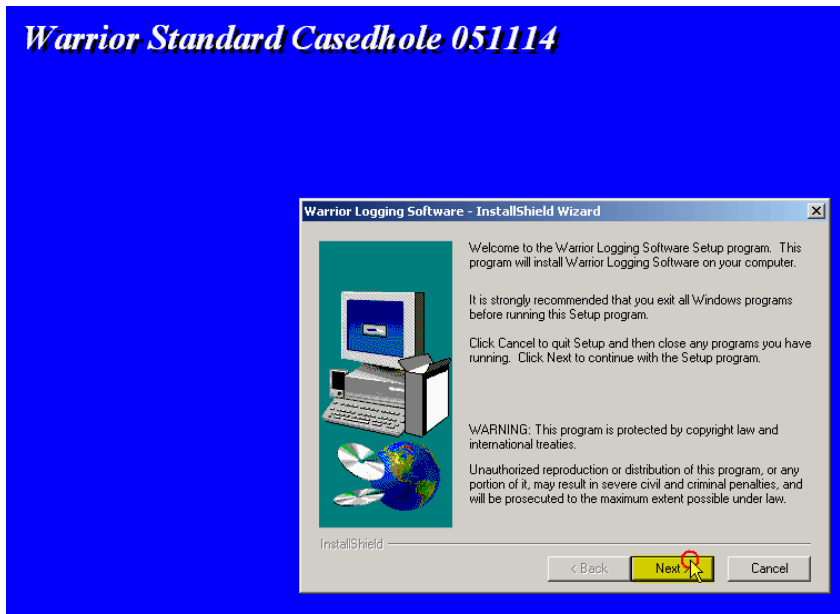 Warrior Standard Casedhole 051114
Warrior Logging Software - InstallShield Wizard
Welcome to the Warrior Logging Software Setup program. This
program will install Warrior Logging Software on your computer.
It is strongly recommended that you exit all Windows programs
before running this Setup program.
Click Cancel to quit Setup and then close any programs you have
running. Click Next to continue with the Setup program.
WARNING: This program is protected by copyright law and
international treaties.
Unauthorized reproduction or distribution of this program, or any
portion of it, may result in severe civil and criminal penalties, and
will be prosecuted to the maximum extent possible under law.
InstallShield
< Back
Next >
Cancel